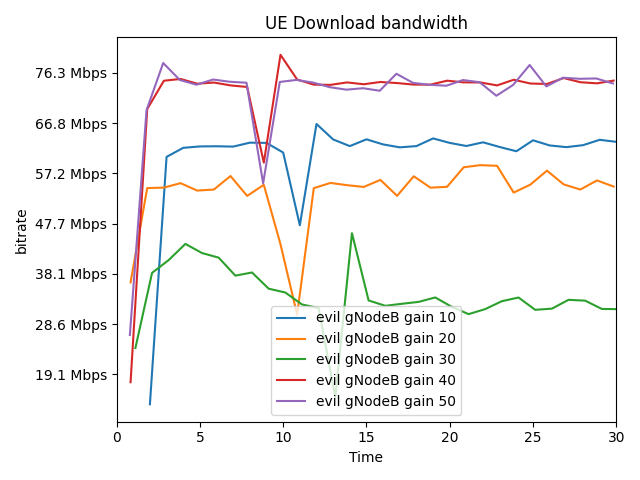 UE Download bandwidth
bitrate
76.3 Mbps
66.8 Mbps
57.2 Mbps
47.7 Mbps
38.1 Mbps
28.6 Mbps
19.1 Mbps
evil gNodeB gain 10
evil gNodeB gain 20
evil gNodeB gain 30
evil gNodeB gain 40
evil gNodeB gain 50
0 5 10 15 20 25 30
Time